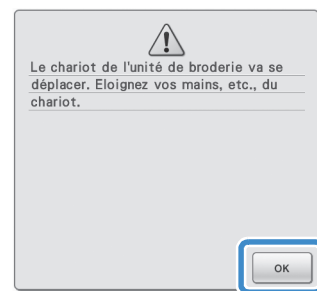 Le chariot de l'unité de broderie va se
déplacer. Eloignez vos mains, etc., du
chariot.
OK